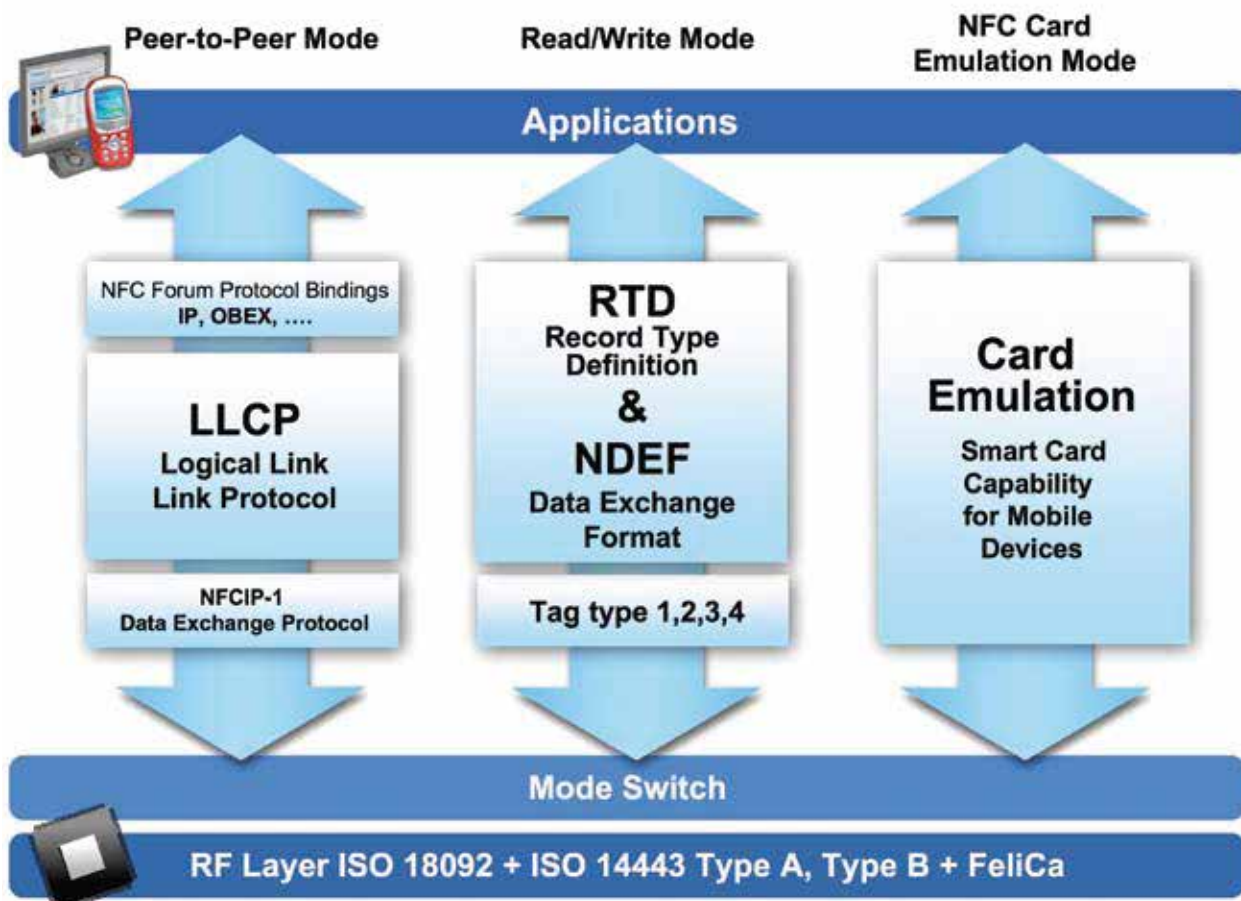 Peer-to-Peer Mode
Read/Write Mode
NFC Card
Emulation Mode
Applications
NFC Forum Protocol Bindings
IP, OBEX, ....
LLCP
Logical Link
Link Protocol
NFCIP-1
Data Exchange Protocol
RTD
Record Type
Definition
&
NDEF
Data Exchange
Format
Tag type 1,2,3,4
Card
Emulation
Smart Card
Capability
for Mobile
Devices
Mode Switch
RF Layer ISO 18092 + ISO 14443 Type A, Type B + FeliCa